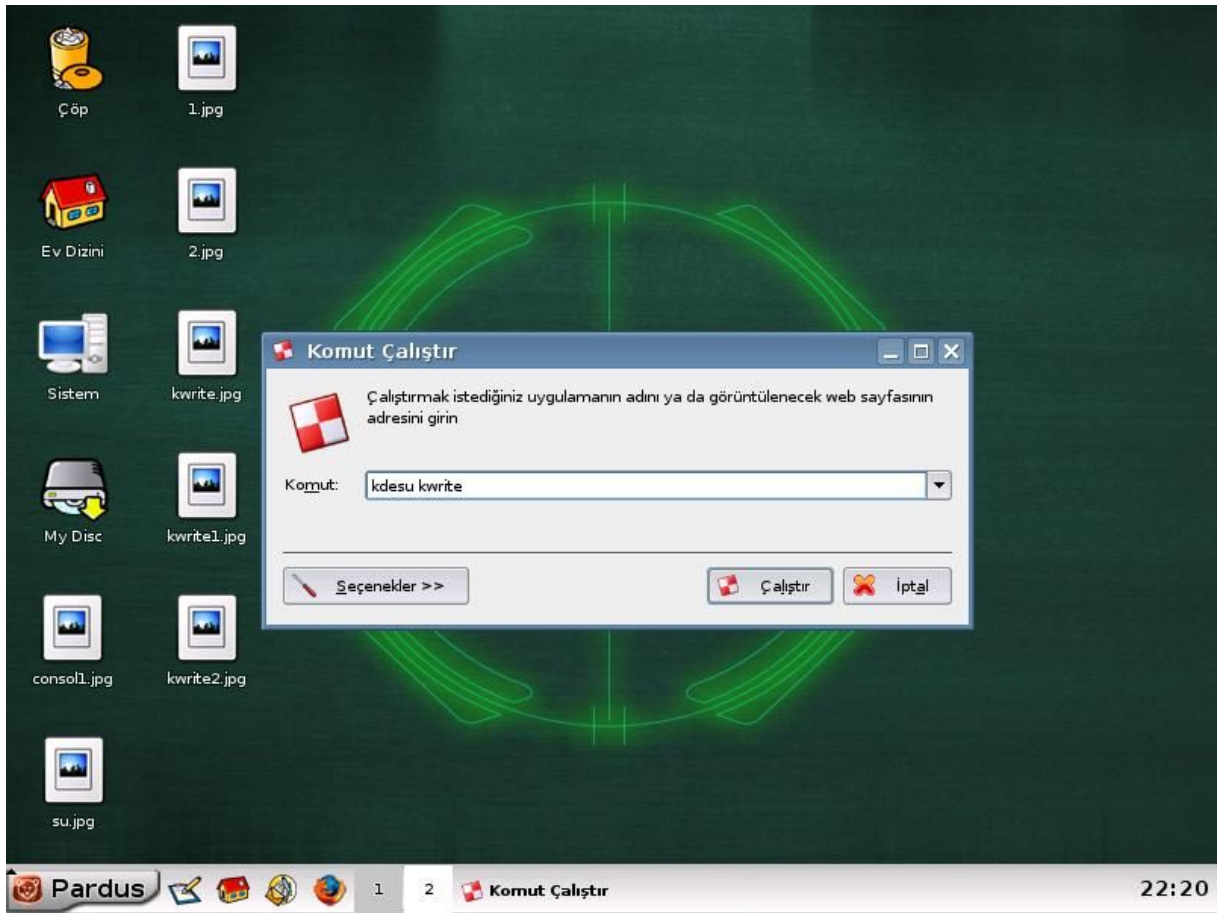 Çöp
1.jpg
Ev Dizini
2.jpg
Sistem
kwrite.jpg
My Disc
kwrite1.jpg
consol1.jpg
kwrite2.jpg
su.jpg
Komut Çalıştır
Çalıştırmak istediğiniz uygulamanın adını ya da görüntülenecek web sayfasının
adresini girin
Komut: kdesu kwrite
Seçenekler >> Çalıştır İptal
Pardus 1 2 Komut Çalıştır 22:20